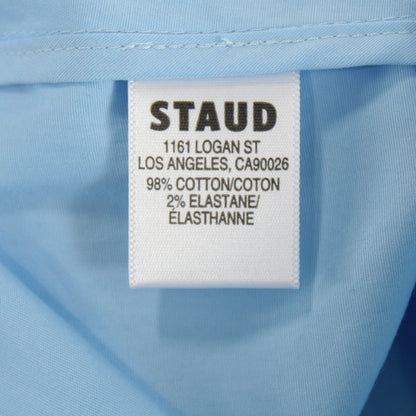 STAUD
1161 LOGAN ST
LOS ANGELES, CA90026
98% COTTON/COTON
2% ELASTANE/
ÉLASTHANNE